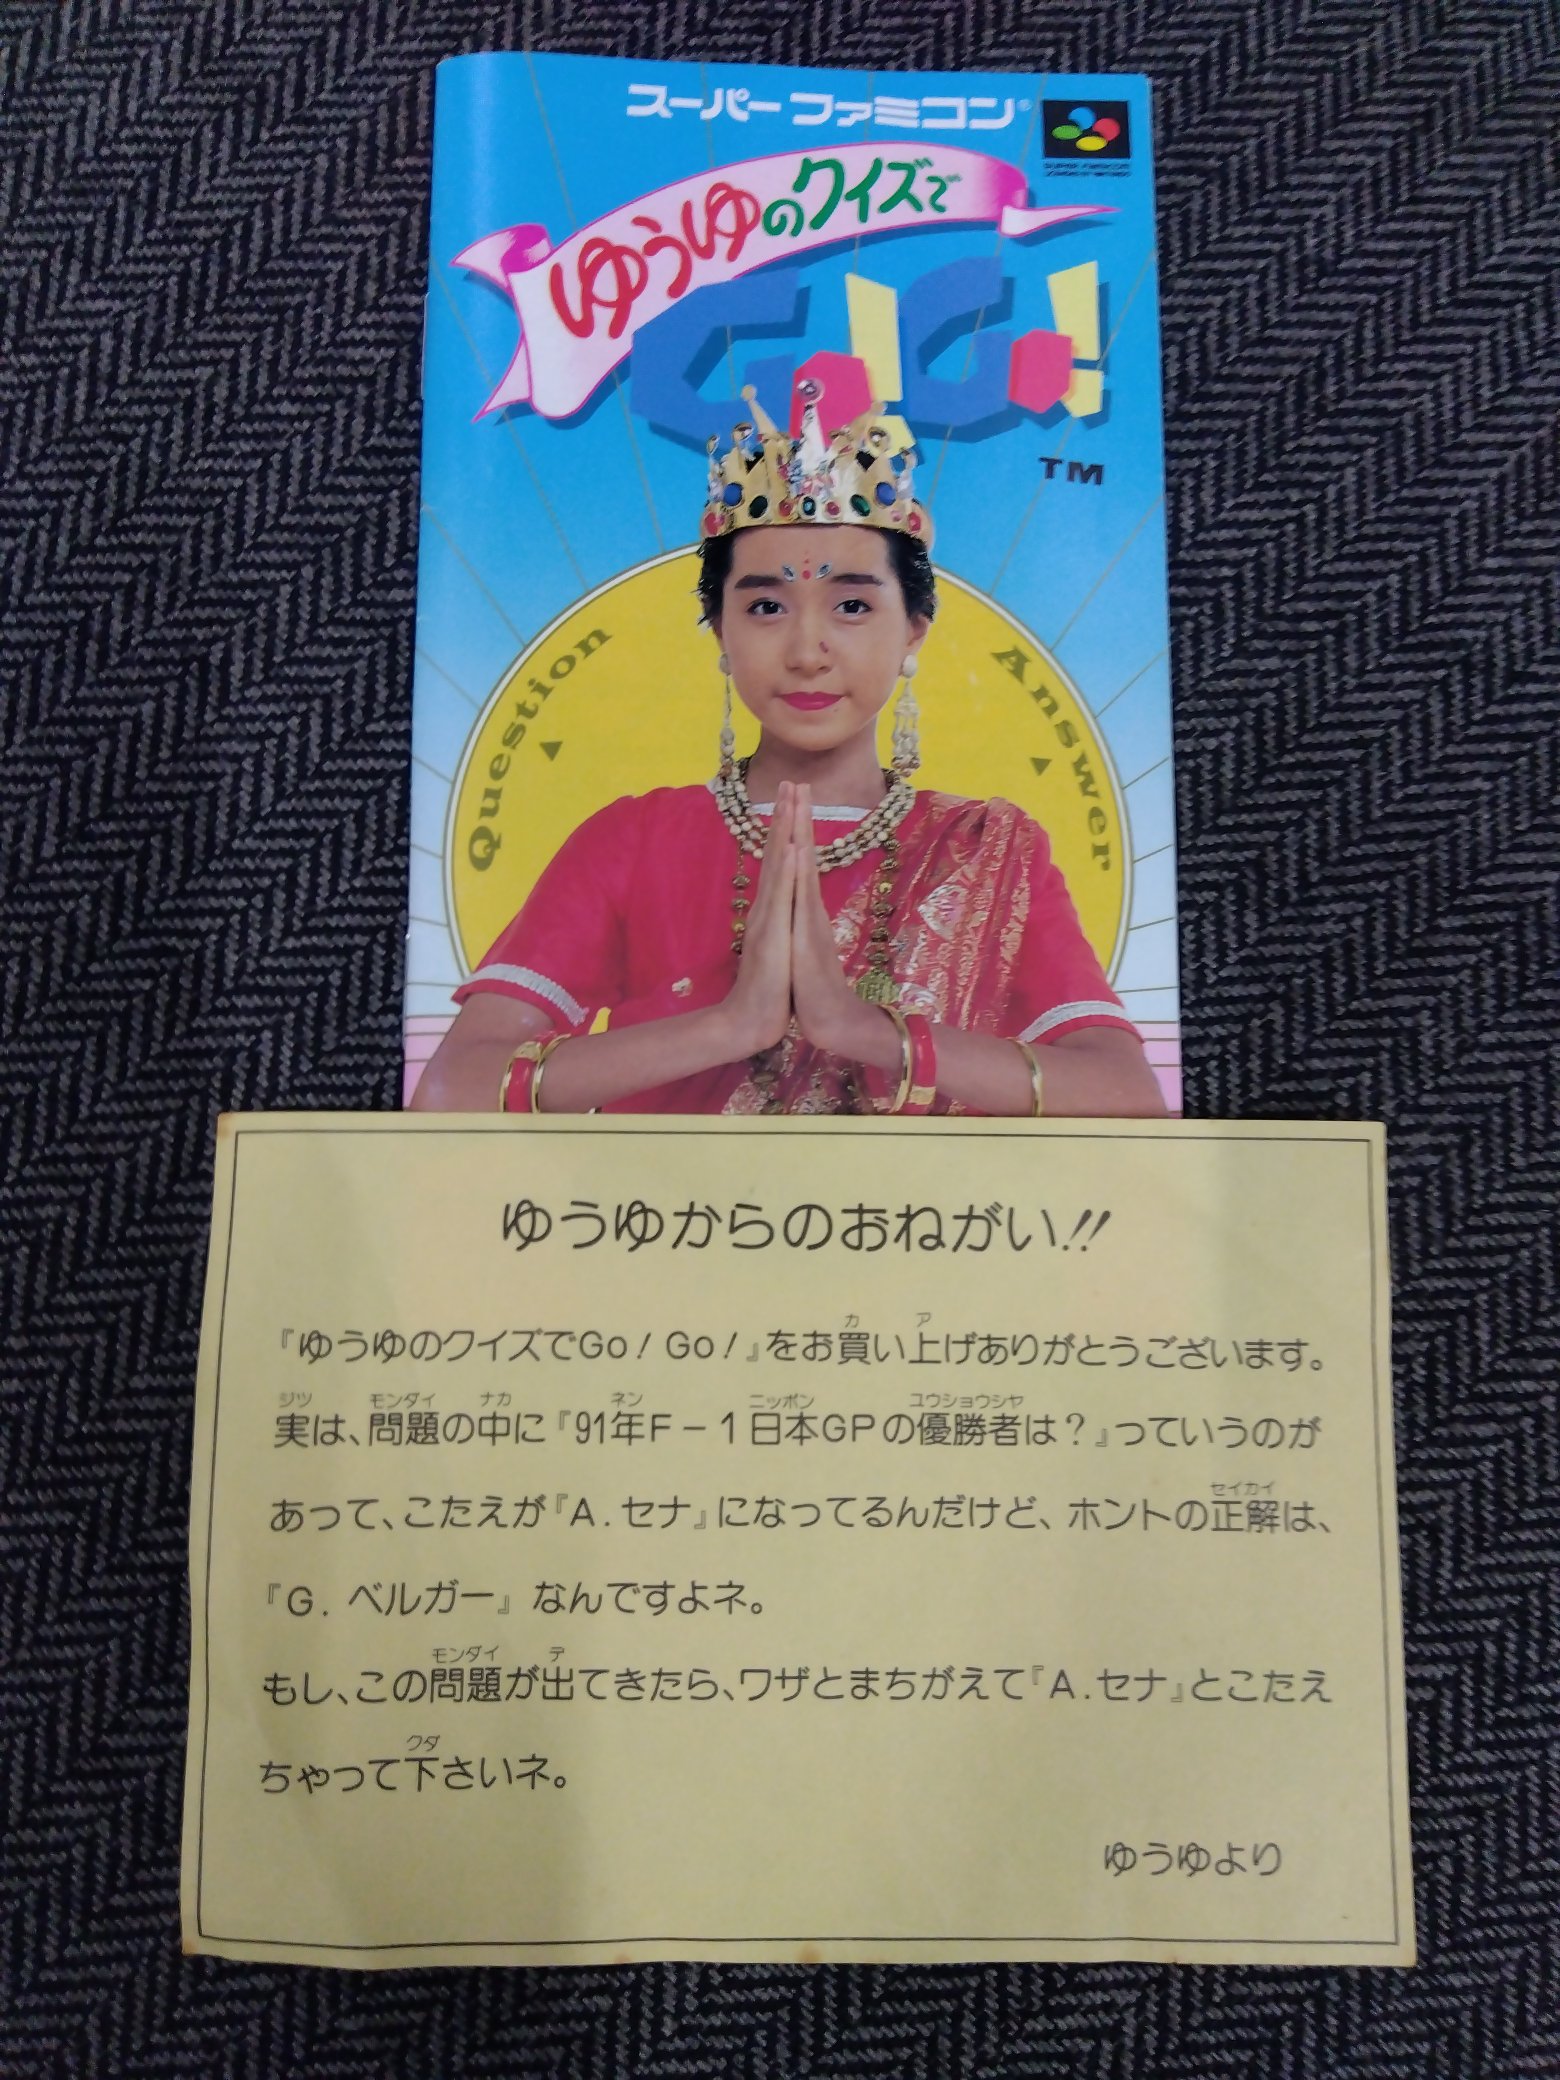 スーパーファミコン®
ゆうゆのクイズで
Go!Go!
TM
Question
Answer
ゆうゆからのおねがい!!
『ゆうゆのクイズでGo!Go!』をお買い上げありがとうございます。
実は、問題の中に『91年F-1日本GPの優勝者は?』っていうのが
あって、こたえが『A.セナ』になってるんだけど、ホントの正解は、
『G.ベルガー』なんですよネ。
もし、この問題が出てきたら、ワザとまちがえて『A.セナ』とこたえ
ちゃって下さいネ。
ゆうゆより